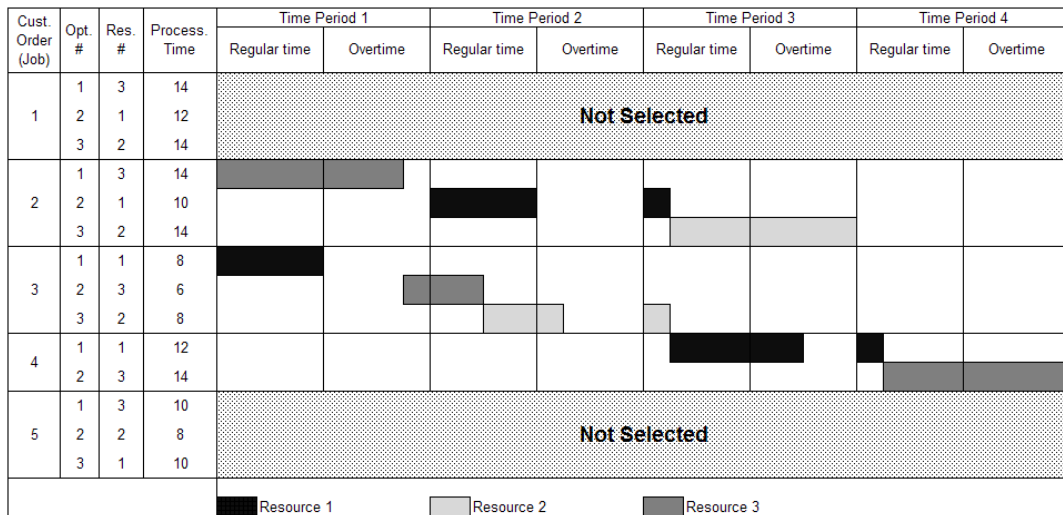 Cust. Order (Job) Opt. # Res. # Process. Time Time Period 1 Time Period 2 Time Period 3 Time Period 4
Regular time Overtime Regular time Overtime Regular time Overtime Regular time Overtime
1 3 14
1 2 1 12 Not Selected
3 2 14
1 3 14
2 2 1 10
3 2 14
1 1 8
3 2 3 6
3 2 8
4 1 1 12
2 3 14
1 3 10
5 2 2 8 Not Selected
3 1 10
Resource 1 Resource 2 Resource 3